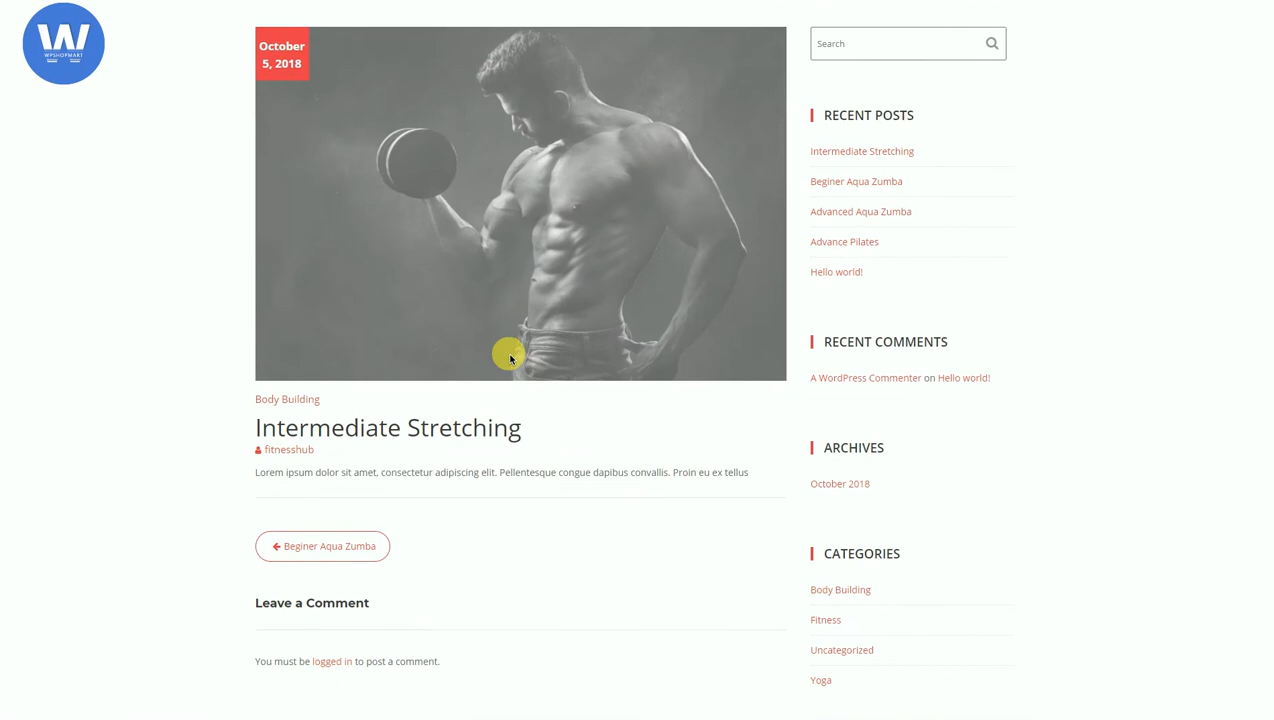 W
WPSHOPMART
October
5, 2018
Body Building
Intermediate Stretching
fitnesshub
Lorem ipsum dolor sit amet, consectetur adipiscing elit. Pellentesque congue dapibus convallis. Proin eu ex tellus
Beginer Aqua Zumba
Leave a Comment
You must be logged in to post a comment.
Search
RECENT POSTS
Intermediate Stretching
Beginer Aqua Zumba
Advanced Aqua Zumba
Advance Pilates
Hello world!
RECENT COMMENTS
A WordPress Commenter on Hello world!
ARCHIVES
October 2018
CATEGORIES
Body Building
Fitness
Uncategorized
Yoga